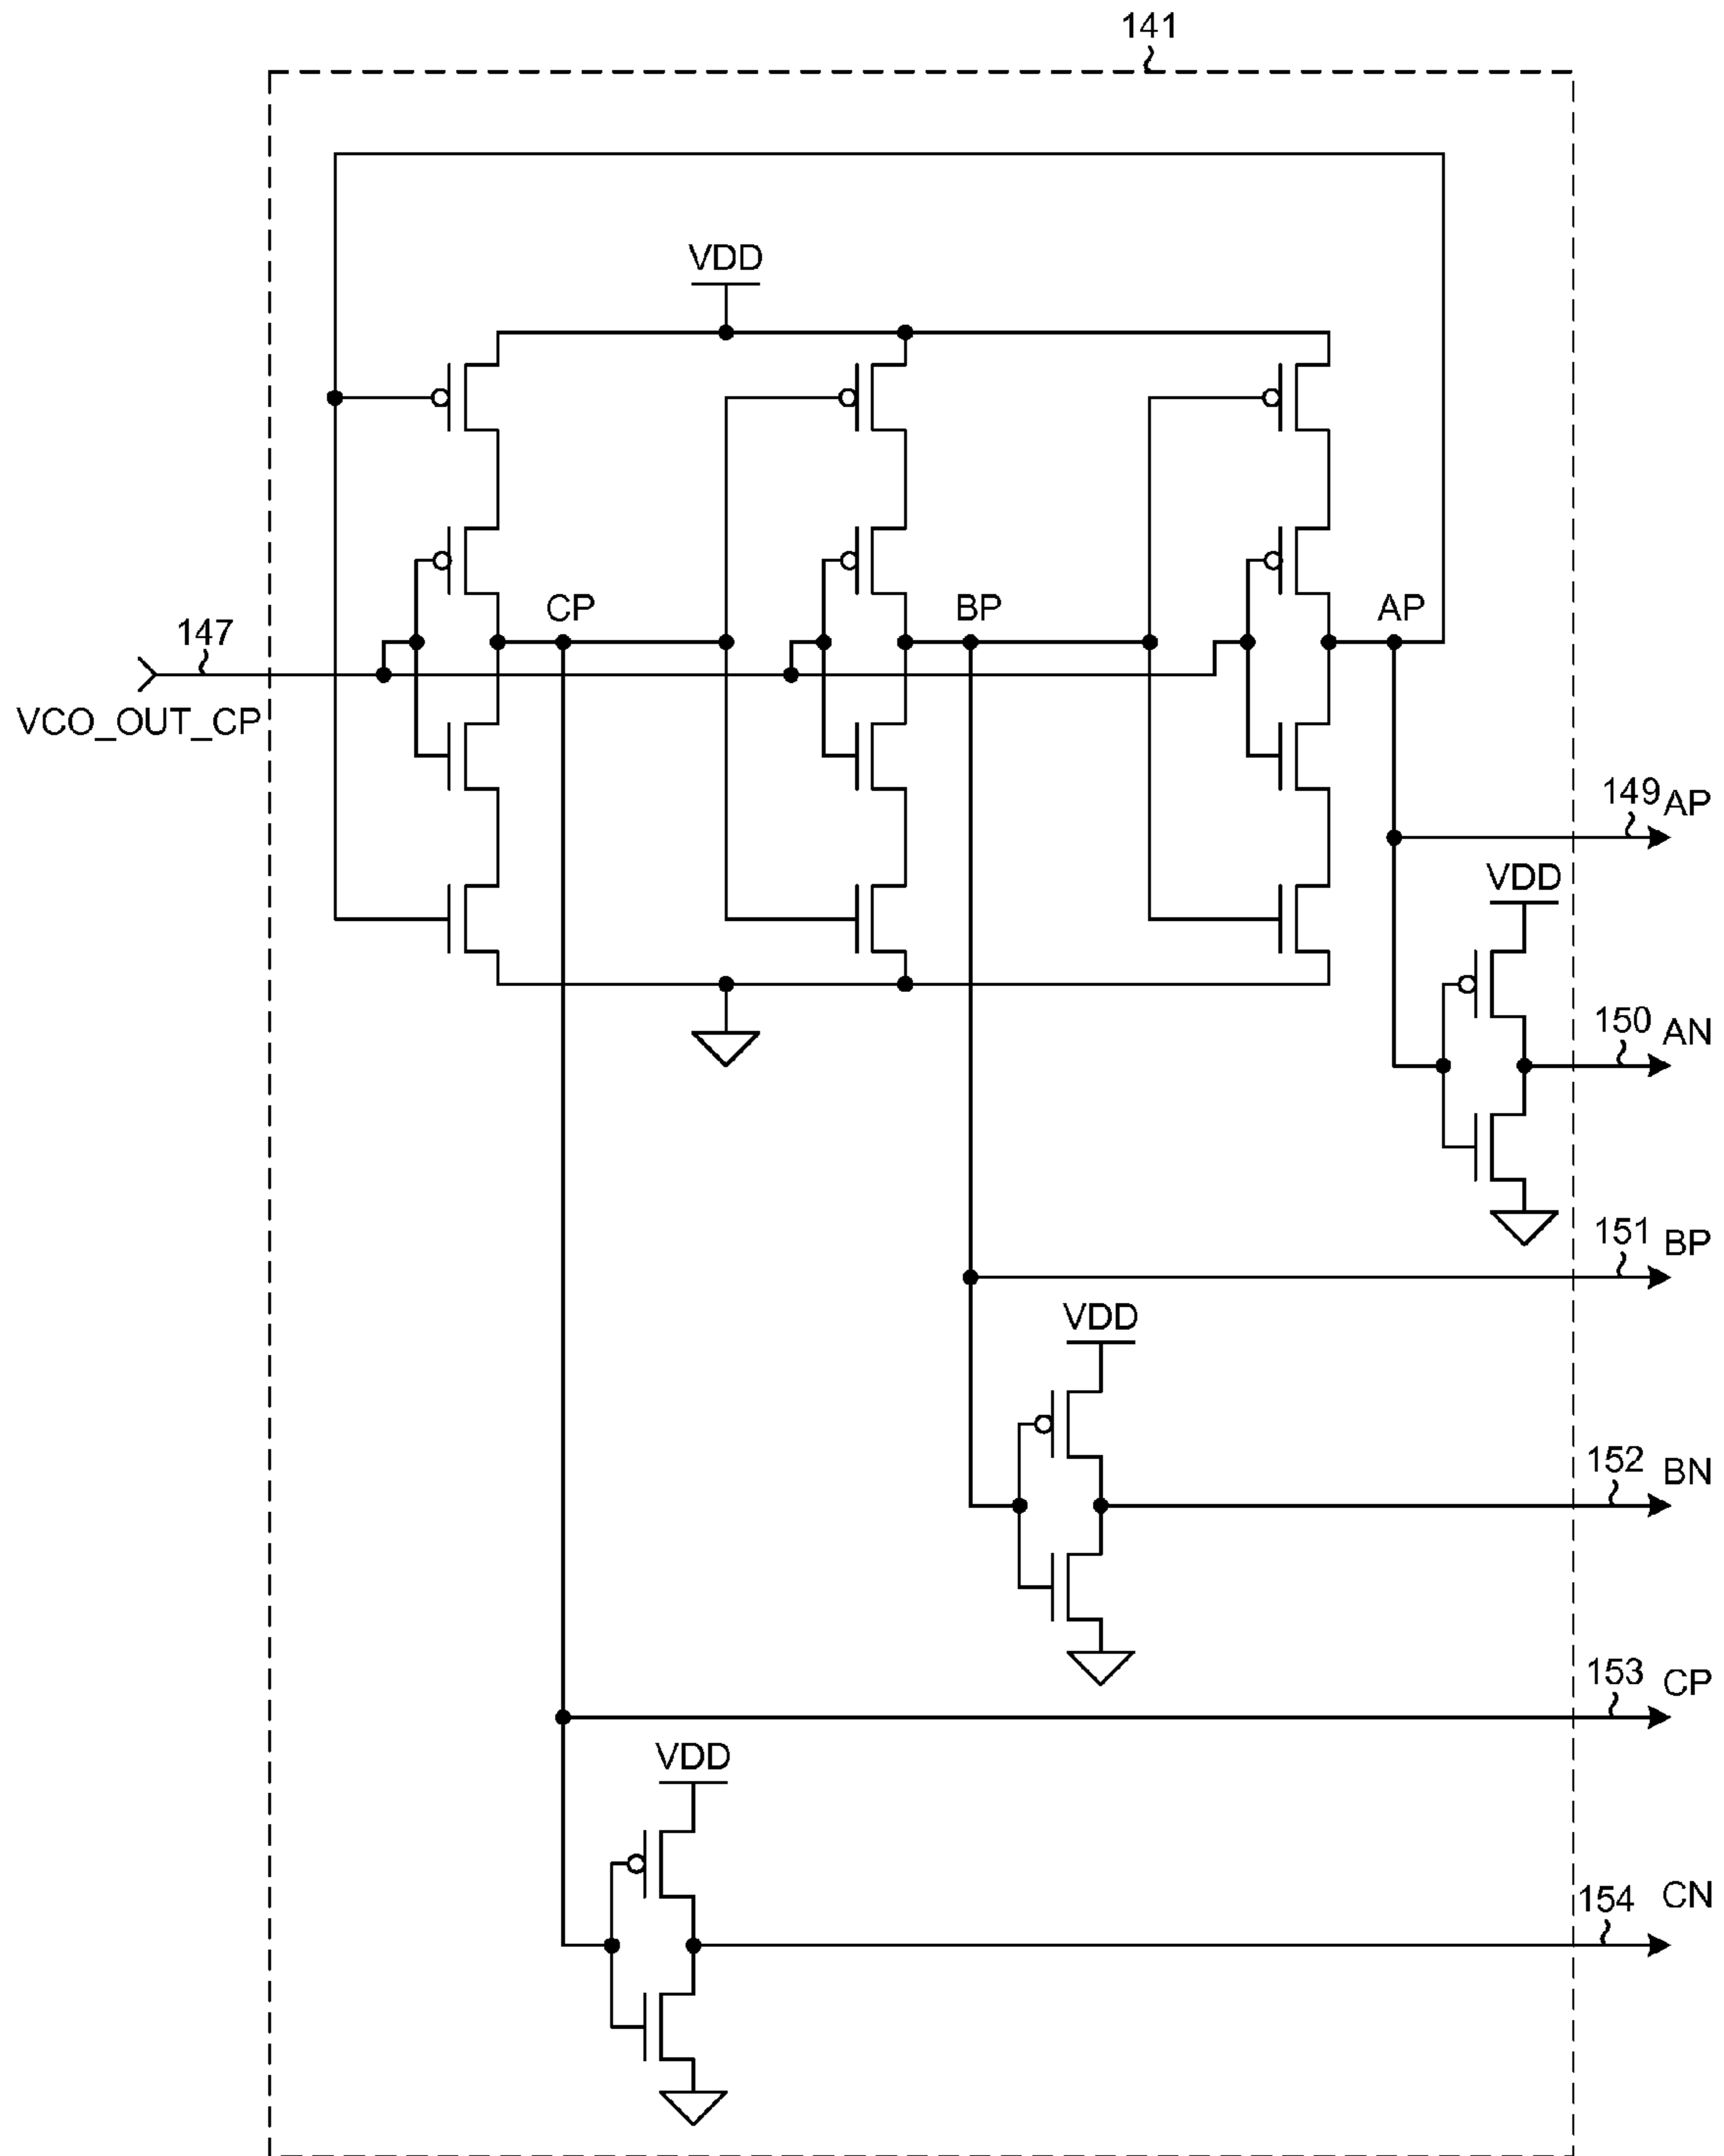 141
VDD
CP
BP
AP
147
VCO_OUT_CP
149 AP
VDD
150 AN
151 BP
VDD
152 BN
153 CP
VDD
154 CN